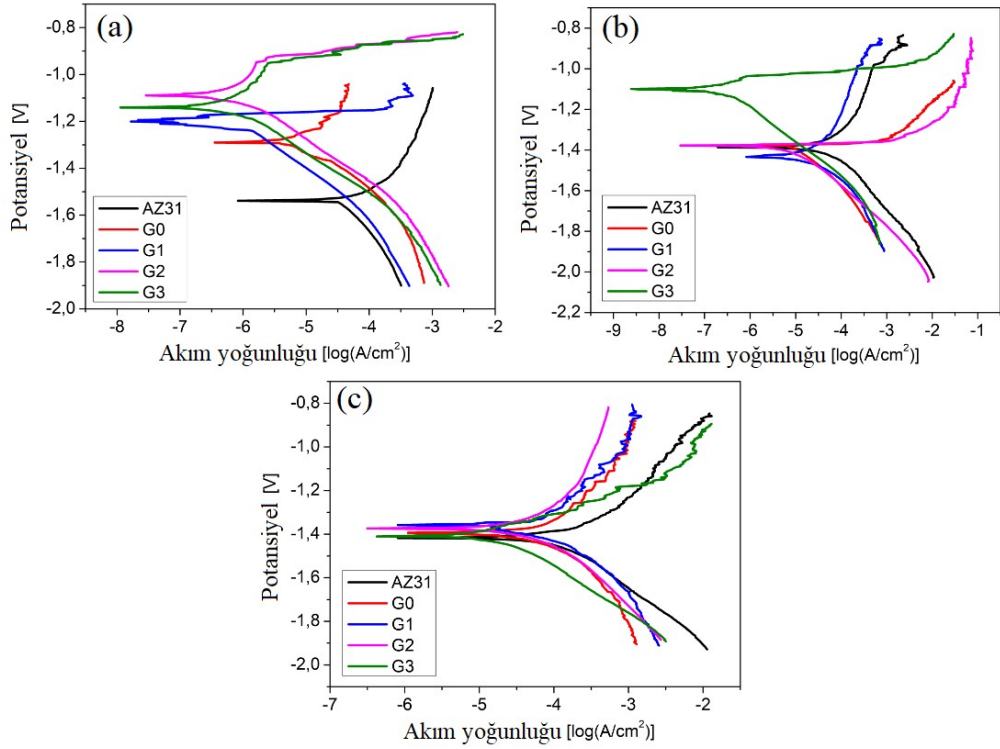 (a)
Potansiyel [V]
-0,8
-1,0
-1,2
-1,4
-1,6
-1,8
-2,0
AZ31
G0
G1
G2
G3
-8 -7 -6 -5 -4 -3 -2
Akım yoğunluğu [log(A/cm²)]
(b)
Potansiyel [V]
-0,8
-1,0
-1,2
-1,4
-1,6
-1,8
-2,0
-2,2
AZ31
G0
G1
G2
G3
-9 -8 -7 -6 -5 -4 -3 -2 -1
Akım yoğunluğu [log(A/cm²)]
(c)
Potansiyel [V]
-0,8
-1,0
-1,2
-1,4
-1,6
-1,8
-2,0
AZ31
G0
G1
G2
G3
-7 -6 -5 -4 -3 -2
Akım yoğunluğu [log(A/cm²)]